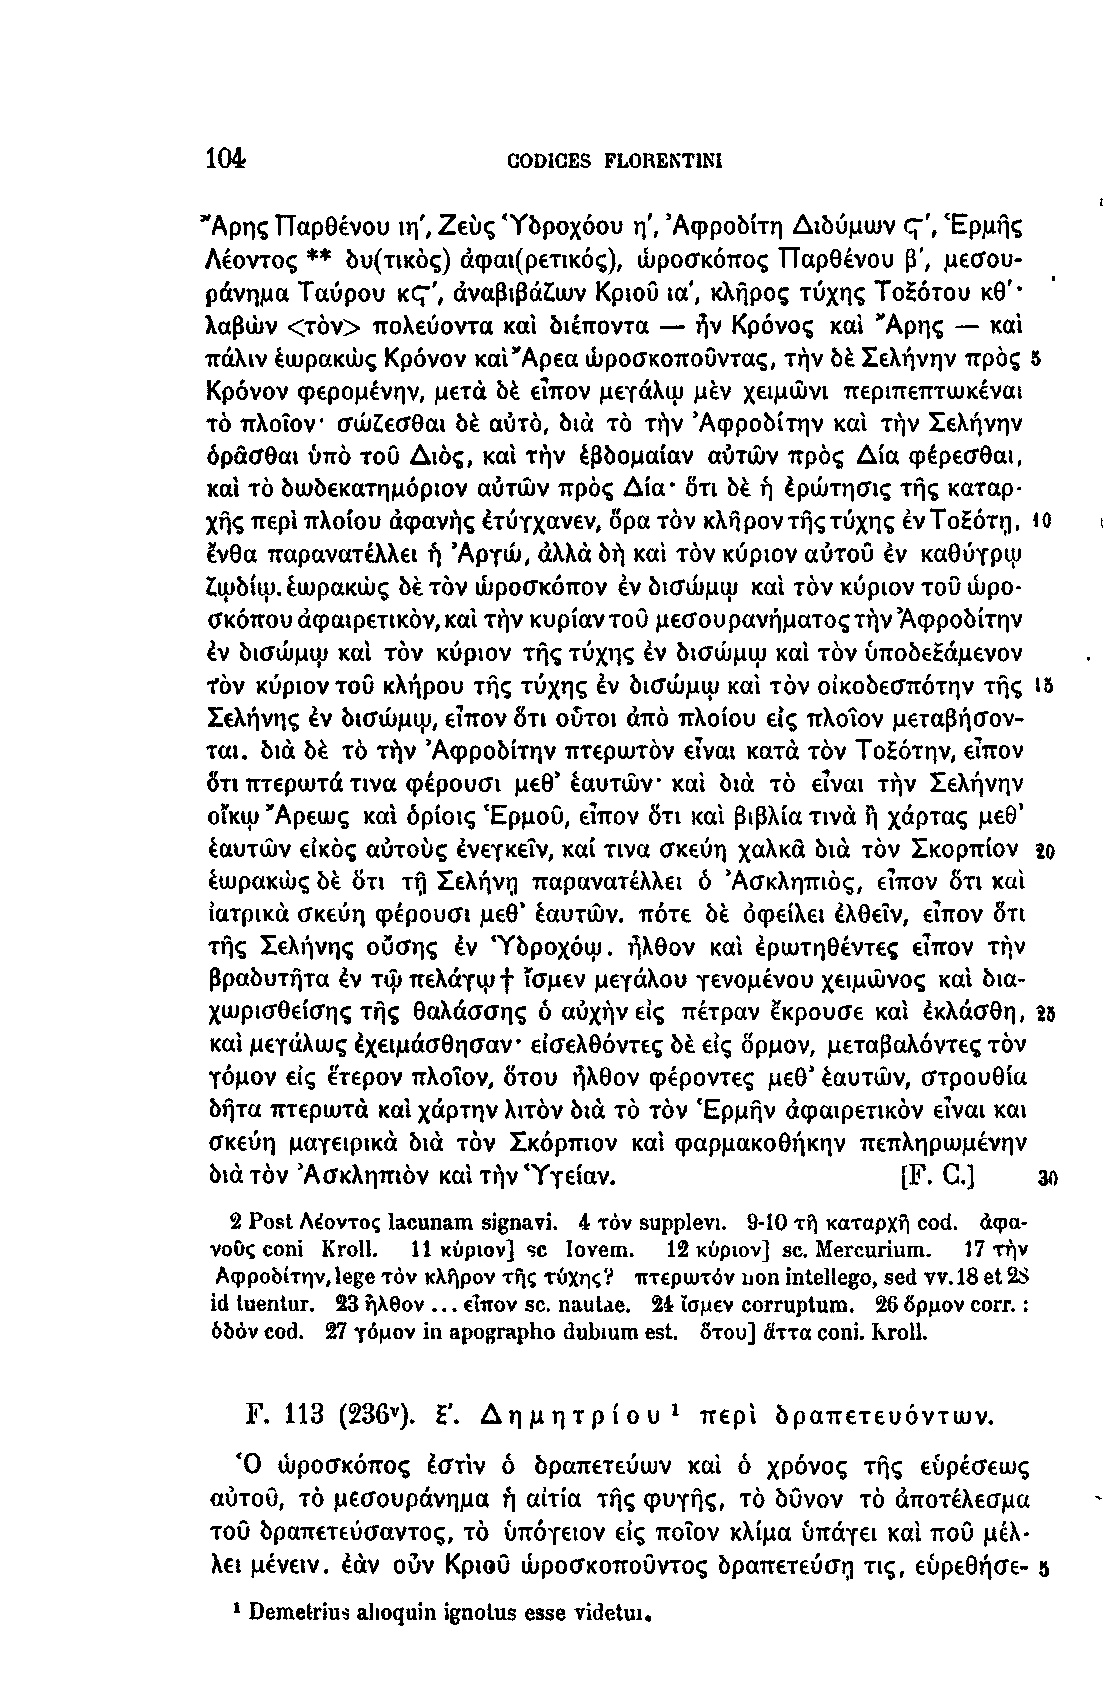 104 CODICES FLORENTINI
Ἄρης Παρθένου ιη′, Ζεὺς Ὑδροχόου η′, Ἀφροδίτη Διδύμων ϛ′, Ἑρμῆς
Λέοντος ** δυ(τικὸς) ἀφαι(ρετικός), ὡροσκόπος Παρθένου β′, μεσου-
ράνημα Ταύρου κϛ′, ἀναβιβάζων Κριοῦ ια′, κλῆρος τύχης Τοξότου κθ′·
λαβὼν <τὸν> πολεύοντα καὶ διέποντα — ἦν Κρόνος καὶ Ἄρης — καὶ
πάλιν ἑωρακὼς Κρόνον καὶ Ἄρεα ὡροσκοποῦντας, τὴν δὲ Σελήνην πρὸς 5
Κρόνον φερομένην, μετὰ δὲ εἶπον μεγάλῳ μὲν χειμῶνι περιπεπτωκέναι
τὸ πλοῖον· σώζεσθαι δὲ αὐτὸ, διὰ τὸ τὴν Ἀφροδίτην καὶ τὴν Σελήνην
ὁρᾶσθαι ὑπὸ τοῦ Διὸς, καὶ τὴν ἑβδομαίαν αὐτῶν πρὸς Δία φέρεσθαι,
καὶ τὸ δωδεκατημόριον αὐτῶν πρὸς Δία· ὅτι δὲ ἡ ἐρώτησις τῆς καταρ-
χῆς περὶ πλοίου ἀφανὴς ἐτύγχανεν, ὅρα τὸν κλῆρον τῆς τύχης ἐν Τοξότῃ, 10
ἔνθα παρανατέλλει ἡ Ἀργώ, ἀλλὰ δὴ καὶ τὸν κύριον αὐτοῦ ἐν καθύγρῳ
ζῳδίῳ. ἑωρακὼς δὲ τὸν ὡροσκόπον ἐν δισώμῳ καὶ τὸν κύριον τοῦ ὡρο-
σκόπου ἀφαιρετικὸν, καὶ τὴν κυρίαν τοῦ μεσουρανήματος τὴν Ἀφροδίτην
ἐν δισώμῳ καὶ τὸν κύριον τῆς τύχης ἐν δισώμῳ καὶ τὸν ὑποδεξάμενον
τὸν κύριον τοῦ κλήρου τῆς τύχης ἐν δισώμῳ καὶ τὸν οἰκοδεσπότην τῆς 15
Σελήνης ἐν δισώμῳ, εἶπον ὅτι οὗτοι ἀπὸ πλοίου εἰς πλοῖον μεταβήσον-
ται. διὰ δὲ τὸ τὴν Ἀφροδίτην πτερωτὸν εἶναι κατὰ τὸν Τοξότην, εἶπον
ὅτι πτερωτά τινα φέρουσι μεθ' ἑαυτῶν· καὶ διὰ τὸ εἶναι τὴν Σελήνην
οἴκῳ Ἄρεως καὶ ὁρίοις Ἑρμοῦ, εἶπον ὅτι καὶ βιβλία τινὰ ἢ χάρτας μεθ'
ἑαυτῶν εἰκὸς αὐτοὺς ἐνεγκεῖν, καί τινα σκεύη χαλκᾶ διὰ τὸν Σκορπίον 20
ἑωρακὼς δὲ ὅτι τῇ Σελήνῃ παρανατέλλει ὁ Ἀσκληπιὸς, εἶπον ὅτι καὶ
ἰατρικὰ σκεύη φέρουσι μεθ' ἑαυτῶν. πότε δὲ ὀφείλει ἐλθεῖν, εἶπον ὅτι
τῆς Σελήνης οὔσης ἐν Ὑδροχόῳ. ἦλθον καὶ ἐρωτηθέντες εἶπον τὴν
βραδυτῆτα ἐν τῷ πελάγῳ † ἴσμεν μεγάλου γενομένου χειμῶνος καὶ δια-
χωρισθείσης τῆς θαλάσσης ὁ αὐχὴν εἰς πέτραν ἔκρουσε καὶ ἐκλάσθη, 25
καὶ μεγάλως ἐχειμάσθησαν· εἰσελθόντες δὲ εἰς ὅρμον, μεταβαλόντες τὸν
γόμον εἰς ἕτερον πλοῖον, ὅτου ἦλθον φέροντες μεθ' ἑαυτῶν, στρουθία
δῆτα πτερωτὰ καὶ χάρτην λιτὸν διὰ τὸ τὸν Ἑρμῆν ἀφαιρετικὸν εἶναι και
σκεύη μαγειρικὰ διὰ τὸν Σκόρπιον καὶ φαρμακοθήκην πεπληρωμένην
διὰ τὸν Ἀσκληπιὸν καὶ τὴν Ὑγείαν. [F. C.] 30
2 Post Λέοντος lacunam signavi. 4 τόν supplevi. 9-10 τῇ καταρχῇ cod. ἀφα-
νοῦς coni Kroll. 11 κύριον] sc Iovem. 12 κύριον] sc. Mercurium. 17 τὴν
Ἀφροδίτην, lege τὸν κλῆρον τῆς τύχης? πτερωτόν non intellego, sed vv. 18 et 28
id tuentur. 23 ἦλθον ... εἶπον sc. nautae. 24 ἴσμεν corruptum. 26 ὅρμον corr. :
ὁδόν cod. 27 γόμον in apographo dubium est. ὅτου] ἅττα coni. Kroll.
F. 113 (236ᵛ). ξ′. Δημητρίου ¹ περὶ δραπετευόντων.
Ὁ ὡροσκόπος ἐστὶν ὁ δραπετεύων καὶ ὁ χρόνος τῆς εὑρέσεως
αὐτοῦ, τὸ μεσουράνημα ἡ αἰτία τῆς φυγῆς, τὸ δῦνον τὸ ἀποτέλεσμα
τοῦ δραπετεύσαντος, τὸ ὑπόγειον εἰς ποῖον κλίμα ὑπάγει καὶ ποῦ μέλ-
λει μένειν. ἐὰν οὖν Κριοῦ ὡροσκοποῦντος δραπετεύσῃ τις, εὑρεθήσε- 5
¹ Demetrius alioquin ignotus esse videtur.